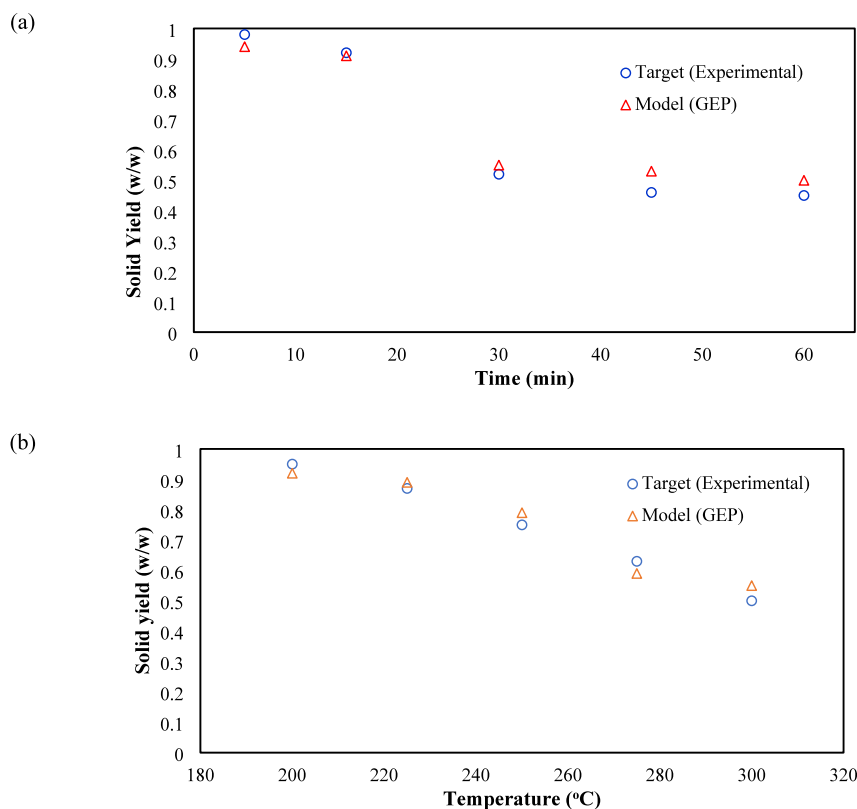 (a)
1
0.9
0.8
0.7
0.6
0.5
0.4
0.3
0.2
0.1
0
Solid Yield (w/w)
Target (Experimental)
Model (GEP)
0 10 20 30 40 50 60
Time (min)
(b)
1
0.9
0.8
0.7
0.6
0.5
0.4
0.3
0.2
0.1
0
Solid yield (w/w)
Target (Experimental)
Model (GEP)
180 200 220 240 260 280 300 320
Temperature (°C)